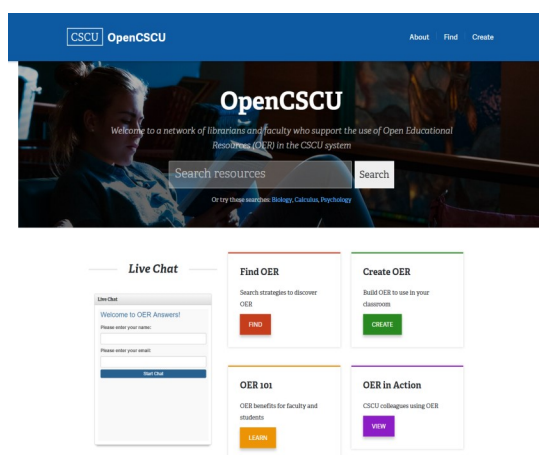 CSCU OpenCSCU
About Find Create
OpenCSCU
Welcome to a network of librarians and faculty who support the use of Open Educational
Resources (OER) in the CSCU system
Search resources Search
Or try these searches: Biology, Calculus, Psychology
Live Chat
Live Chat
Welcome to OER Answers!
Please enter your name:
Please enter your email:
Start Chat
Find OER
Search strategies to discover
OER
FIND
Create OER
Build OER to use in your
classroom
CREATE
OER 101
OER benefits for faculty and
students
LEARN
OER in Action
CSCU colleagues using OER
VIEW